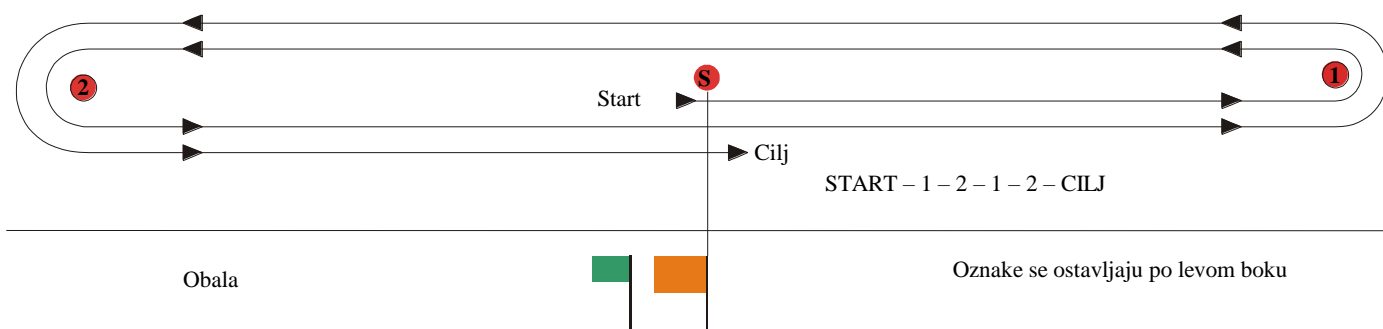 2
S
1
Start
Cilj
START – 1 – 2 – 1 – 2 – CILJ
Obala
Oznake se ostavljaju po levom boku